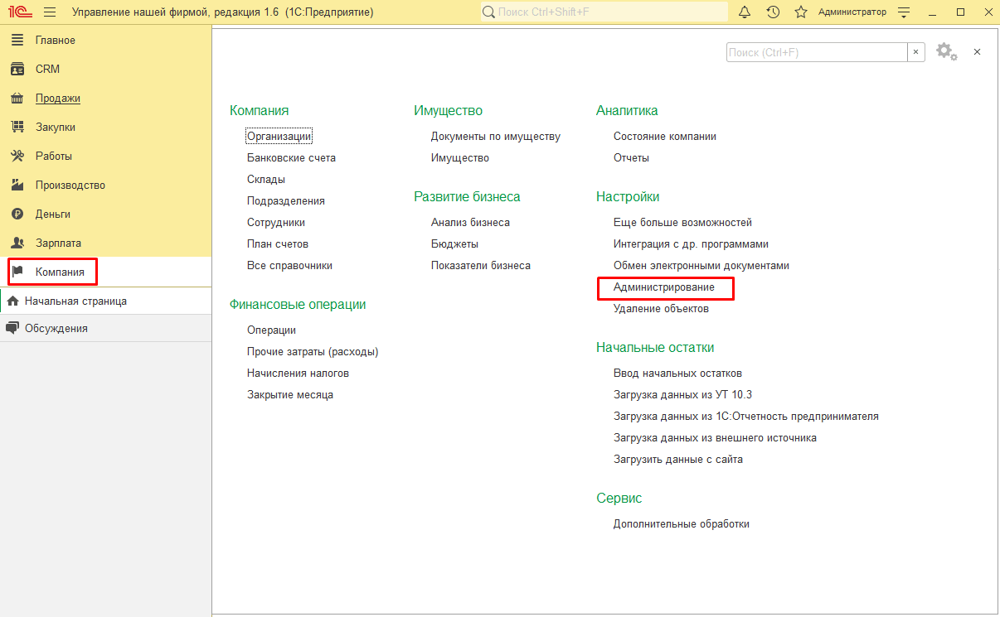 1С Управление нашей фирмой, редакция 1.6 (1С:Предприятие) Поиск Ctrl+Shift+F Администратор
Главное
CRM
Продажи
Закупки
Работы
Производство
Деньги
Зарплата
Компания
Начальная страница
Обсуждения
Поиск (Ctrl+F) ×
Компания
Организации
Банковские счета
Склады
Подразделения
Сотрудники
План счетов
Все справочники
Финансовые операции
Операции
Прочие затраты (расходы)
Начисления налогов
Закрытие месяца
Имущество
Документы по имуществу
Имущество
Развитие бизнеса
Анализ бизнеса
Бюджеты
Показатели бизнеса
Аналитика
Состояние компании
Отчеты
Настройки
Еще больше возможностей
Интеграция с др. программами
Обмен электронными документами
Администрирование
Удаление объектов
Начальные остатки
Ввод начальных остатков
Загрузка данных из УТ 10.3
Загрузка данных из 1С:Отчетность предпринимателя
Загрузка данных из внешнего источника
Загрузить данные с сайта
Сервис
Дополнительные обработки